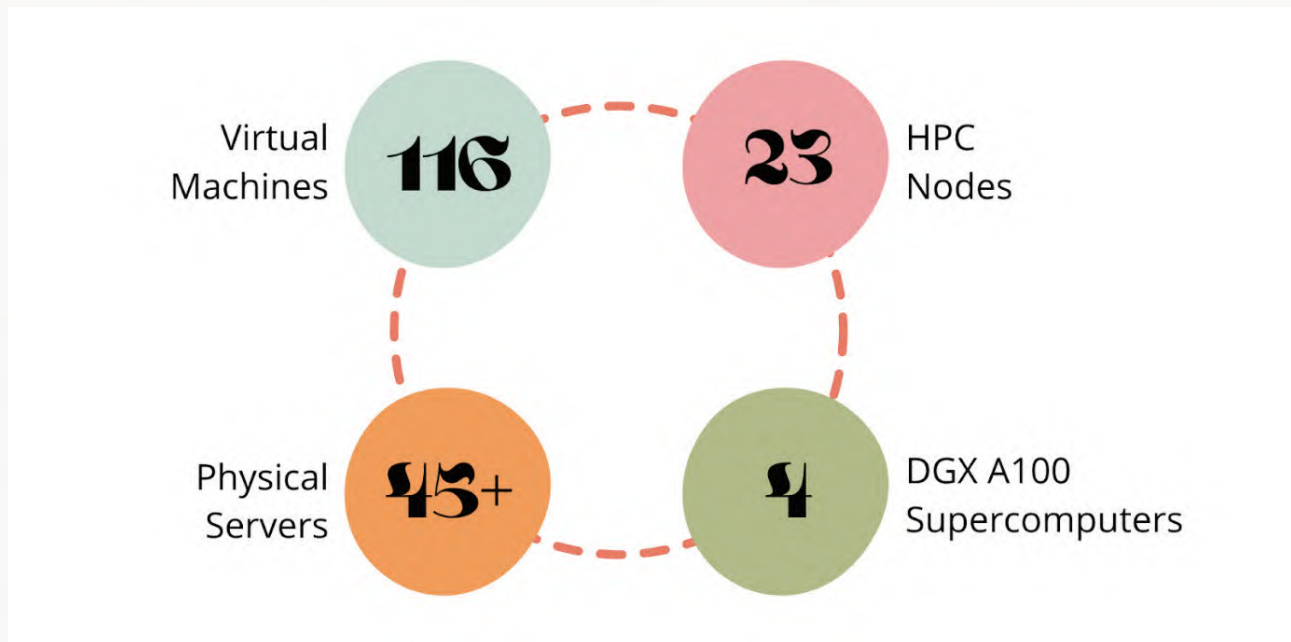 Virtual
Machines
116
23
HPC
Nodes
Physical
Servers
45+
4
DGX A100
Supercomputers